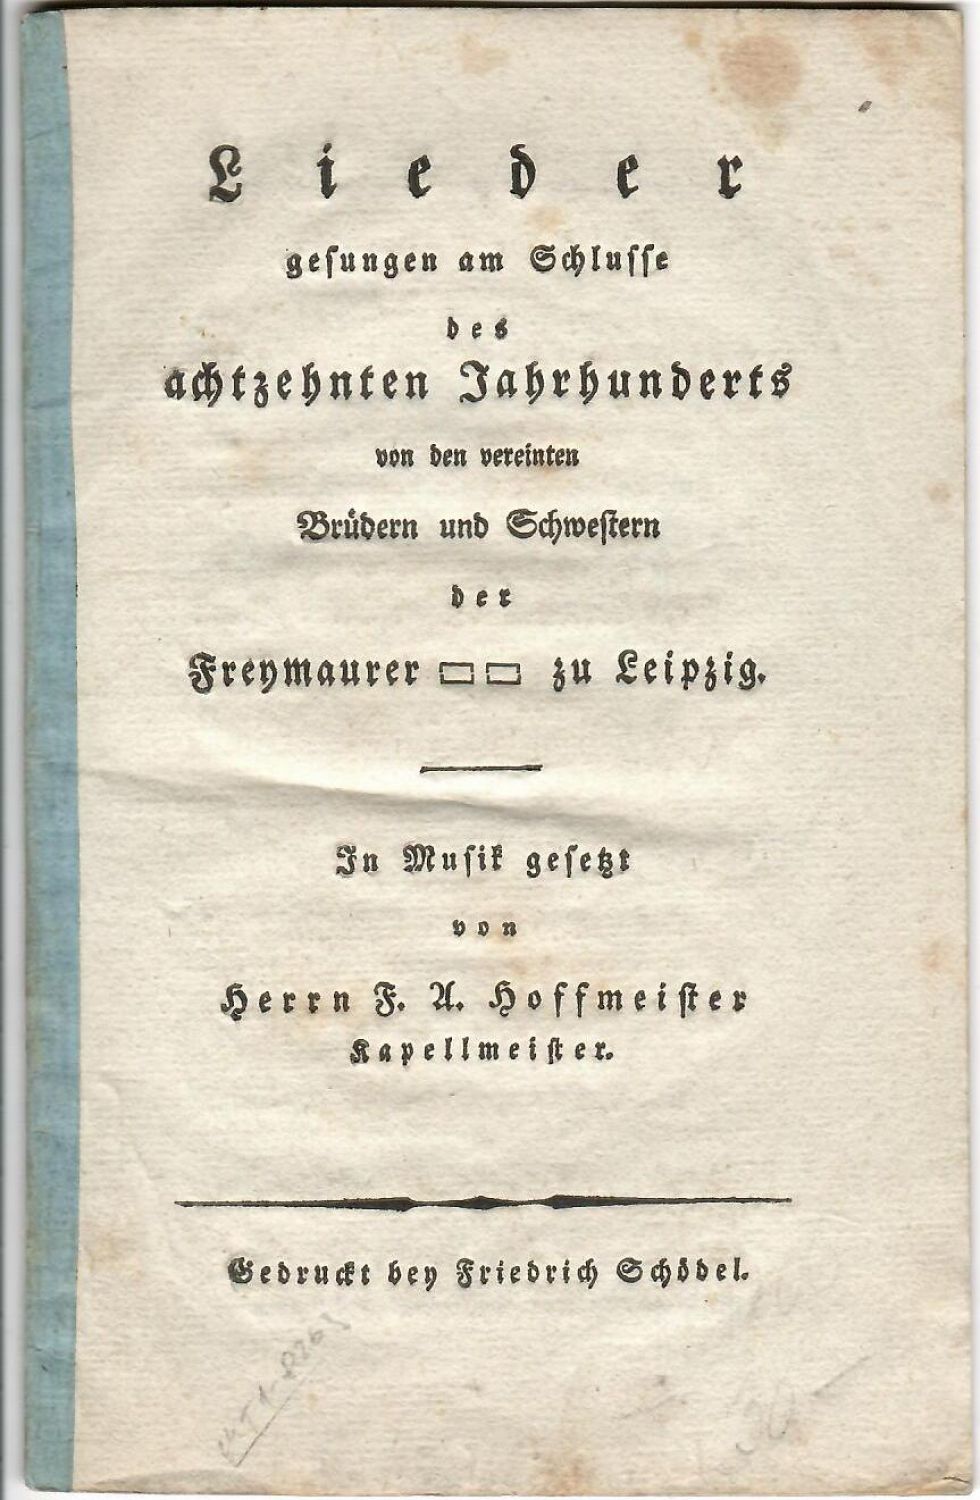 Lieder
gesungen am Schlusse
des
achtzehnten Jahrhunderts
von den vereinten
Brüdern und Schwestern
der
Freymaurer ▭ ▭ zu Leipzig.
In Musik gesetzt
von
Herrn F. A. Hoffmeister
Kapellmeister.
Gedruckt bey Friedrich Schödel.